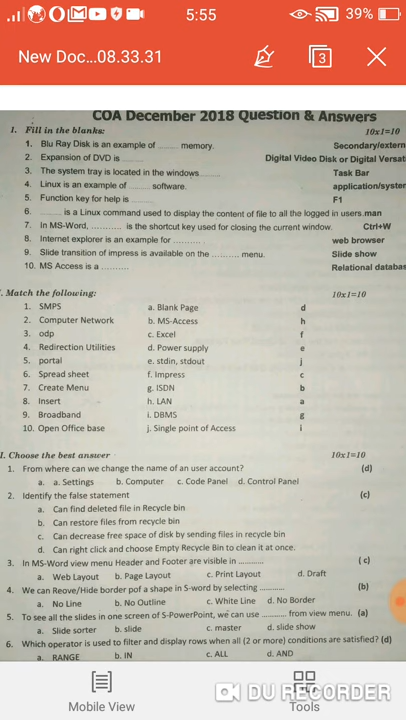 5:55
39%
New Doc...08.33.31
3
COA December 2018 Question & Answers
I. Fill in the blanks: 10x1=10
1. Blu Ray Disk is an example of ...... memory. Secondary/extern
2. Expansion of DVD is ...... Digital Video Disk or Digital Versat
3. The system tray is located in the windows ...... Task Bar
4. Linux is an example of ...... software. application/syster
5. Function key for help is ...... F1
6. ...... is a Linux command used to display the content of file to all the logged in users.man
7. In MS-Word, ............ is the shortcut key used for closing the current window. Ctrl+W
8. Internet explorer is an example for .......... . web browser
9. Slide transition of impress is available on the ......... menu. Slide show
10. MS Access is a .......... Relational databas
. Match the following: 10x1=10
1. SMPS a. Blank Page d
2. Computer Network b. MS-Access h
3. odp c. Excel f
4. Redirection Utilities d. Power supply e
5. portal e. stdin, stdout j
6. Spread sheet f. Impress c
7. Create Menu g. ISDN b
8. Insert h. LAN a
9. Broadband i. DBMS g
10. Open Office base j. Single point of Access i
I. Choose the best answer 10x1=10
1. From where can we change the name of an user account? (d)
a. a. Settings b. Computer c. Code Panel d. Control Panel
2. Identify the false statement (c)
a. Can find deleted file in Recycle bin
b. Can restore files from recycle bin
c. Can decrease free space of disk by sending files in recycle bin
d. Can right click and choose Empty Recycle Bin to clean it at once.
3. In MS-Word view menu Header and Footer are visible in ........... (c)
a. Web Layout b. Page Layout c. Print Layout d. Draft
4. We can Reove/Hide border pof a shape in S-word by selecting ........... (b)
a. No Line b. No Outline c. White Line d. No Border
5. To see all the slides in one screen of S-PowerPoint, we can use ........... from view menu. (a)
a. Slide sorter b. slide c. master d. slide show
6. Which operator is used to filter and display rows when all (2 or more) conditions are satisfied? (d)
a. RANGE b. IN c. ALL d. AND
Mobile View
Tools
DU RECORDER